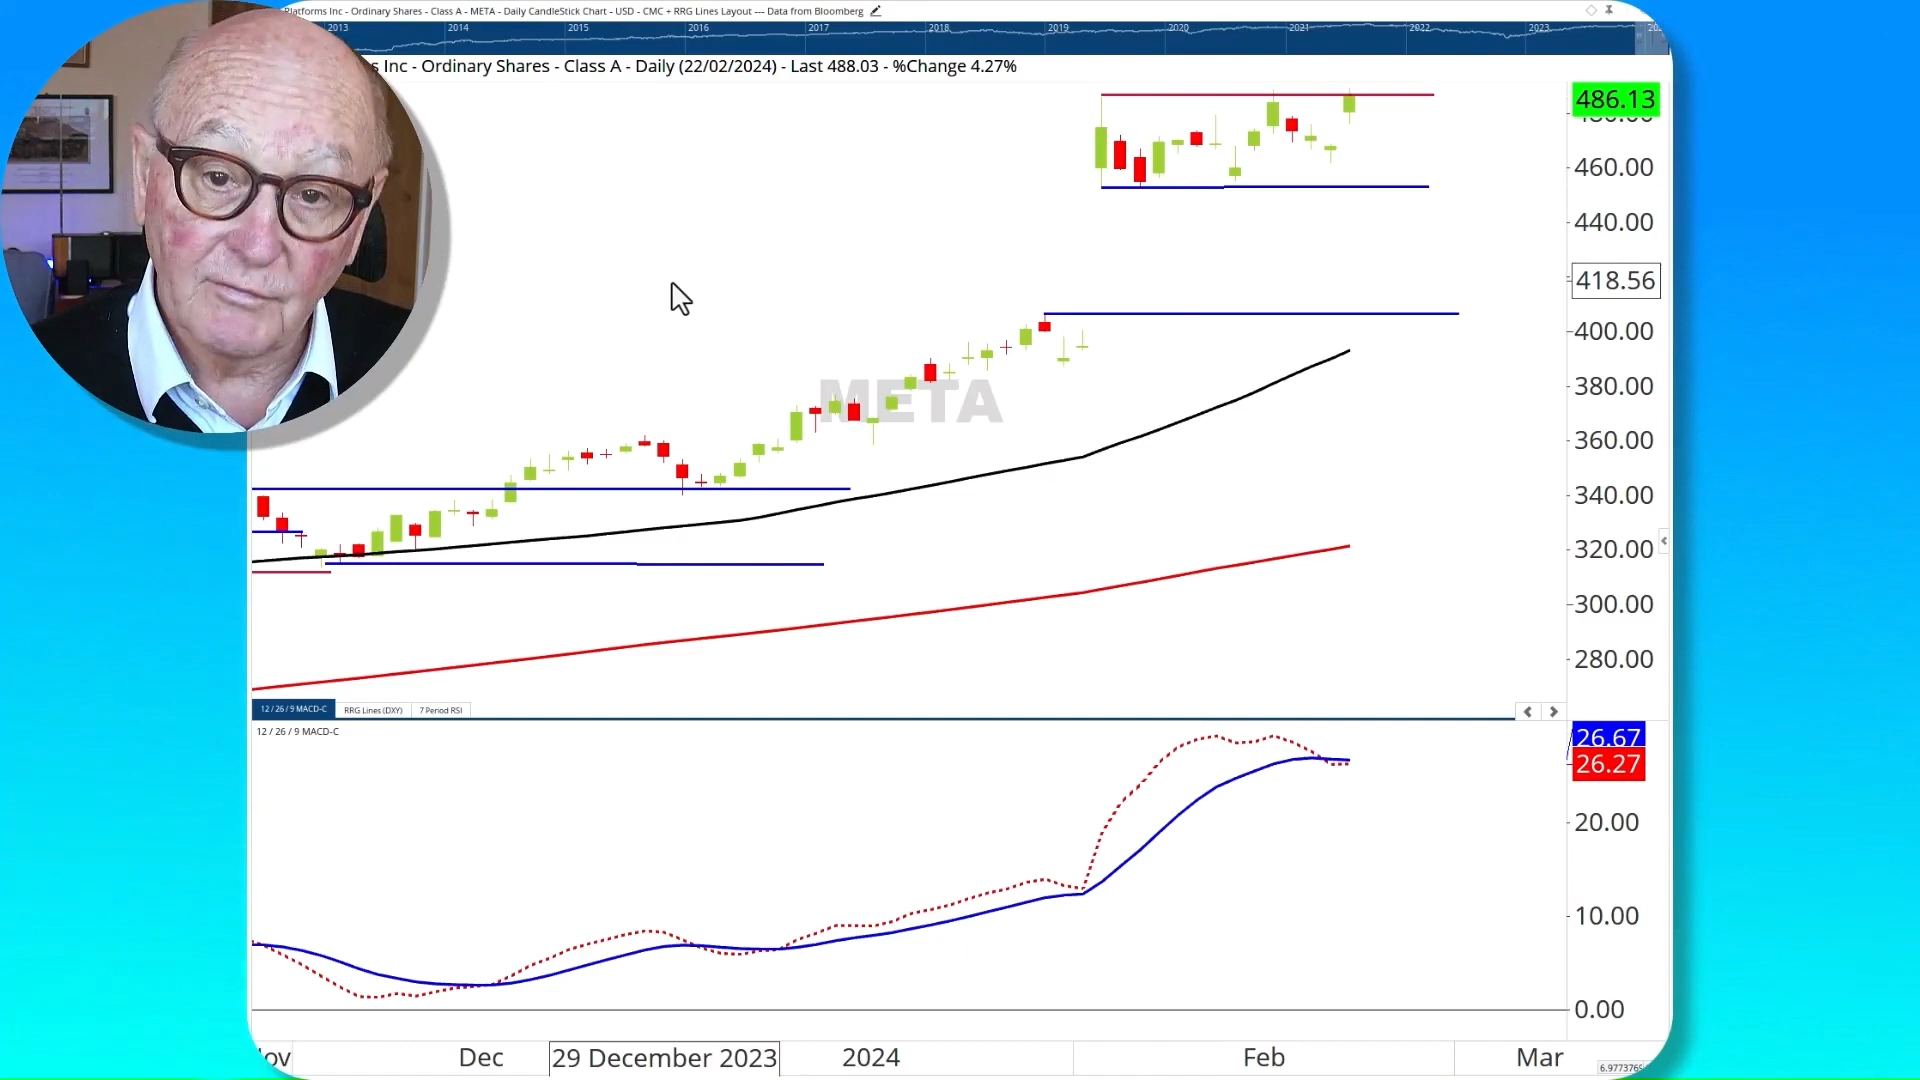 Platforms Inc - Ordinary Shares - Class A - META - Daily CandleStick Chart - USD - CMC + RRG Lines Layout --- Data from Bloomberg
2013 2014 2015 2016 2017 2018 2019 2020 2021 2022 2023
s Inc - Ordinary Shares - Class A - Daily (22/02/2024) - Last 488.03 - %Change 4.27%
486.13
460.00
440.00
418.56
400.00
380.00
META
360.00
340.00
320.00
300.00
280.00
12 / 26 / 9 MACD-C RRG Lines (DXY) 7 Period RSI
12 / 26 / 9 MACD-C
26.67
26.27
20.00
10.00
0.00
ov Dec 29 December 2023 2024 Feb Mar